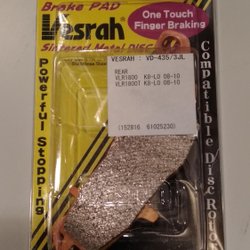 Brake PAD
Vesrah
Sintered Metal DISC
One Touch
Finger Braking
Powerful Stopping
Compatible Disc Rotor
VESRAH : VD-435/3JL
REAR
VLR1800 K8-L0 08-10
VLR1800T K8-L0 08-10
(152816 61025230)